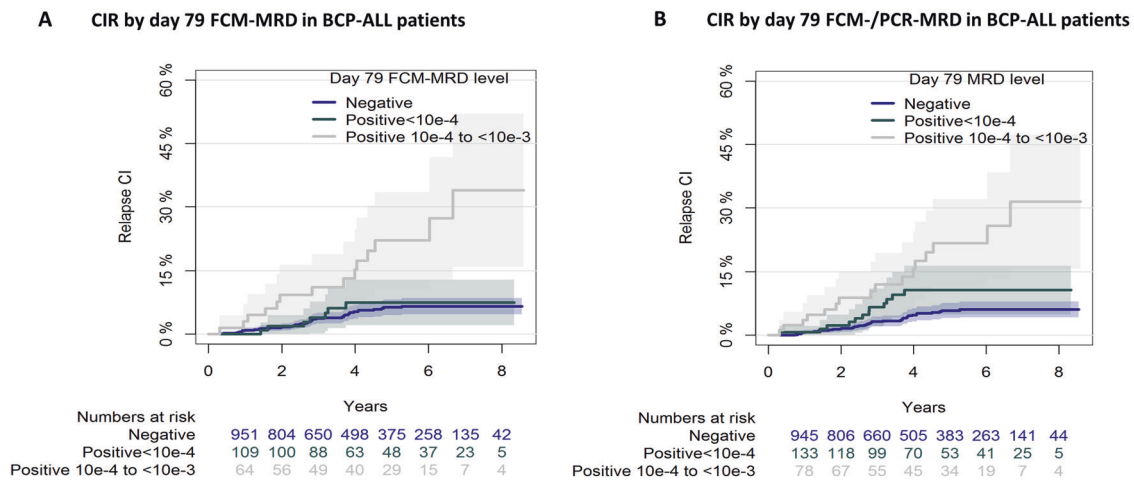 A CIR by day 79 FCM-MRD in BCP-ALL patients
Day 79 FCM-MRD level
Negative
Positive<10e-4
Positive 10e-4 to <10e-3
Relapse CI
60 %
45 %
30 %
15 %
0 %
0 2 4 6 8
Years
Numbers at risk
Negative 951 804 650 498 375 258 135 42
Positive<10e-4 109 100 88 63 48 37 23 5
Positive 10e-4 to <10e-3 64 56 49 40 29 15 7 4
B CIR by day 79 FCM-/PCR-MRD in BCP-ALL patients
Day 79 MRD level
Negative
Positive<10e-4
Positive 10e-4 to <10e-3
Relapse CI
60 %
45 %
30 %
15 %
0 %
0 2 4 6 8
Years
Numbers at risk
Negative 945 806 660 505 383 263 141 44
Positive<10e-4 133 118 99 70 53 41 25 5
Positive 10e-4 to <10e-3 78 67 55 45 34 19 7 4